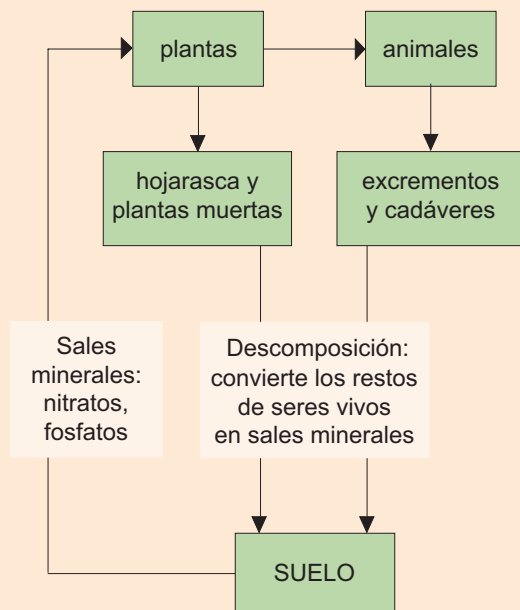 plantas
animales
hojarasca y
plantas muertas
excrementos
y cadáveres
Sales
minerales:
nitratos,
fosfatos
Descomposición:
convierte los restos
de seres vivos
en sales minerales
SUELO